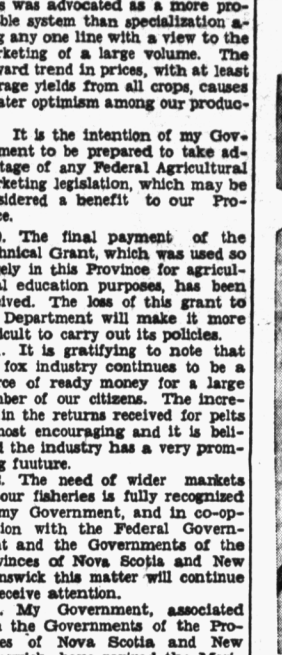 s was advocated as a more pro-
ble system than specialization a-
g any one line with a view to the
rketing of a large volume. The
ward trend in prices, with at least
rage yields from all crops, causes
ater optimism among our produc-
It is the intention of my Gov-
ment to be prepared to take ad-
tage of any Federal Agricultural
rketing legislation, which may be
sidered a benefit to our Pro-
ce.
. The final payment of the
hnical Grant, which was used so
ely in this Province for agricul-
l education purposes, has been
ived. The loss of this grant to
Department will make it more
icult to carry out its policies.
. It is gratifying to note that
fox industry continues to be a
rce of ready money for a large
ber of our citizens. The incre-
in the returns received for pelts
nost encouraging and it is beli-
d the industry has a very prom-
g fuuture.
. The need of wider markets
our fisheries is fully recognized
my Government, and in co-op-
ion with the Federal Govern-
t and the Governments of the
vinces of Nova Scotia and New
nswick this matter will continue
eceive attention.
. My Government, associated
the Governments of the Pro-
es of Nova Scotia and New